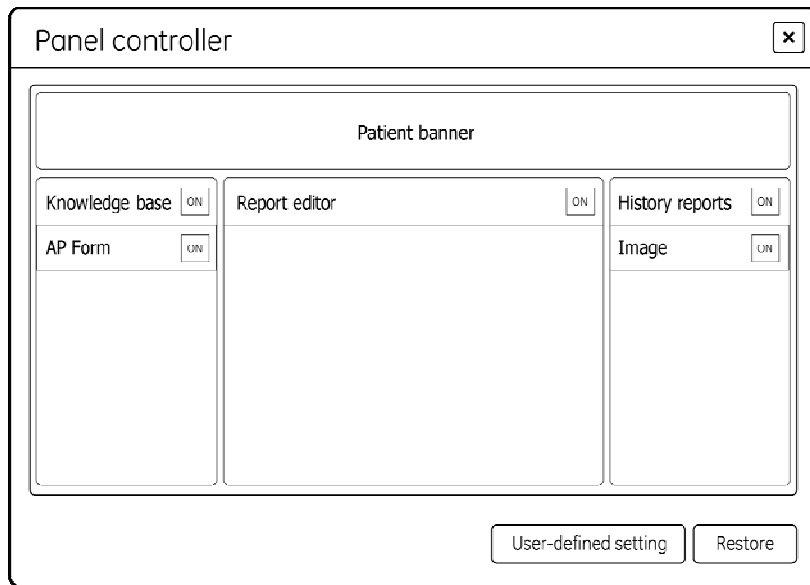 Panel controller
×
Patient banner
Knowledge base ON
AP Form ON
Report editor ON
History reports ON
Image ON
User-defined setting
Restore